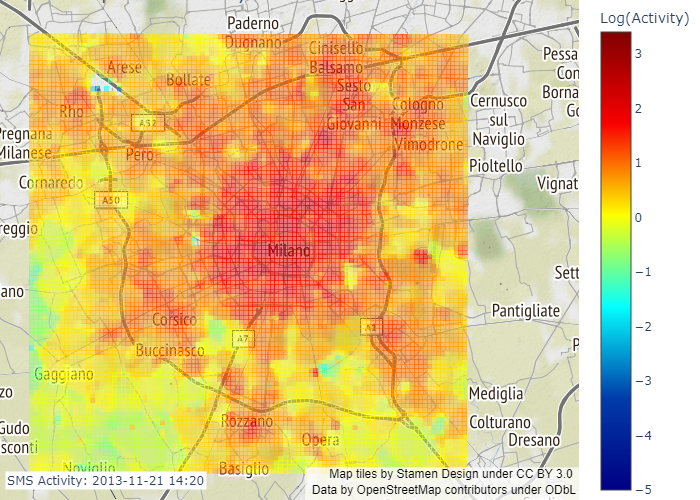 Paderno
Dugnano
Cinisello
Balsamo
Arese
Bollate
Sesto
San
Giovanni
Cologno
Monzese
Cernusco
sul
Naviglio
Pessa
Con
Borna
Go
Rho
A52
Pregnana
Milanese
Pero
Vimodrone
Pioltello
Cornaredo
A50
Vignat
reggio
Milano
Sett
ano
Pantigliate
Corsico
A7
A1
Buccinasco
P
Gaggiano
zo
Mediglia
Rozzano
Colturano
Gudo
sconti
Opera
Dresano
Noviglio
Basiglio
SMS Activity: 2013-11-21 14:20
Map tiles by Stamen Design under CC BY 3.0
Data by OpenStreetMap contributors under ODbL
Log(Activity)
3
2
1
0
−1
−2
−3
−4
−5